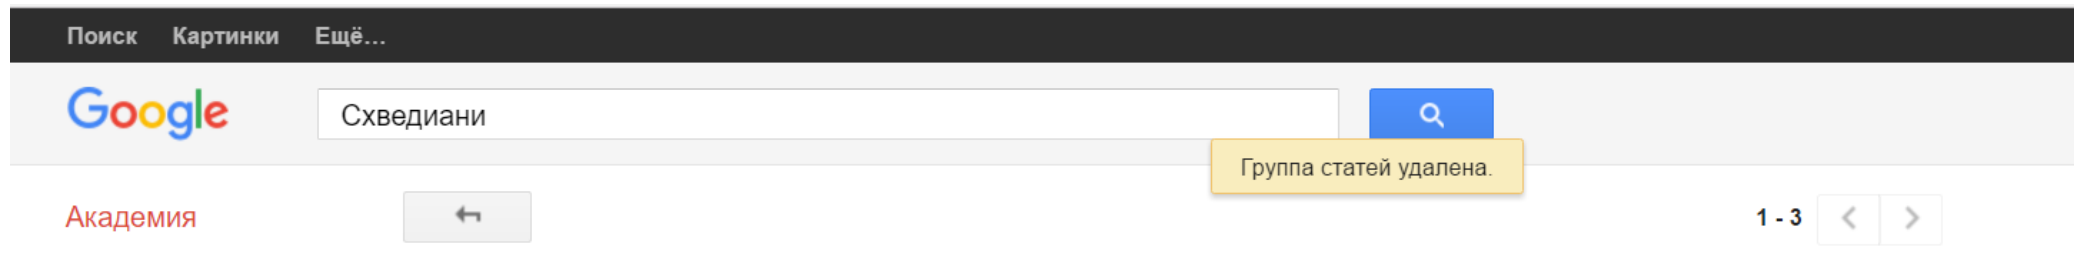 Поиск Картинки Ещё...
Google Схведиани
Группа статей удалена.
Академия 1 - 3